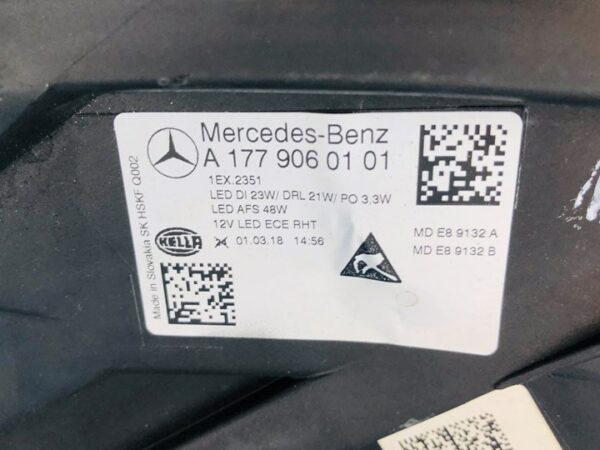 Mercedes-Benz
A 177 906 01 01
1EX.2351
LED DI 23W/ DRL 21W/ PO 3,3W
LED AFS 48W
12V LED ECE RHT
HELLA
01.03.18 14:56
MD E8 9132 A
MD E8 9132 B
Made in Slovakia SK HSKF Q002